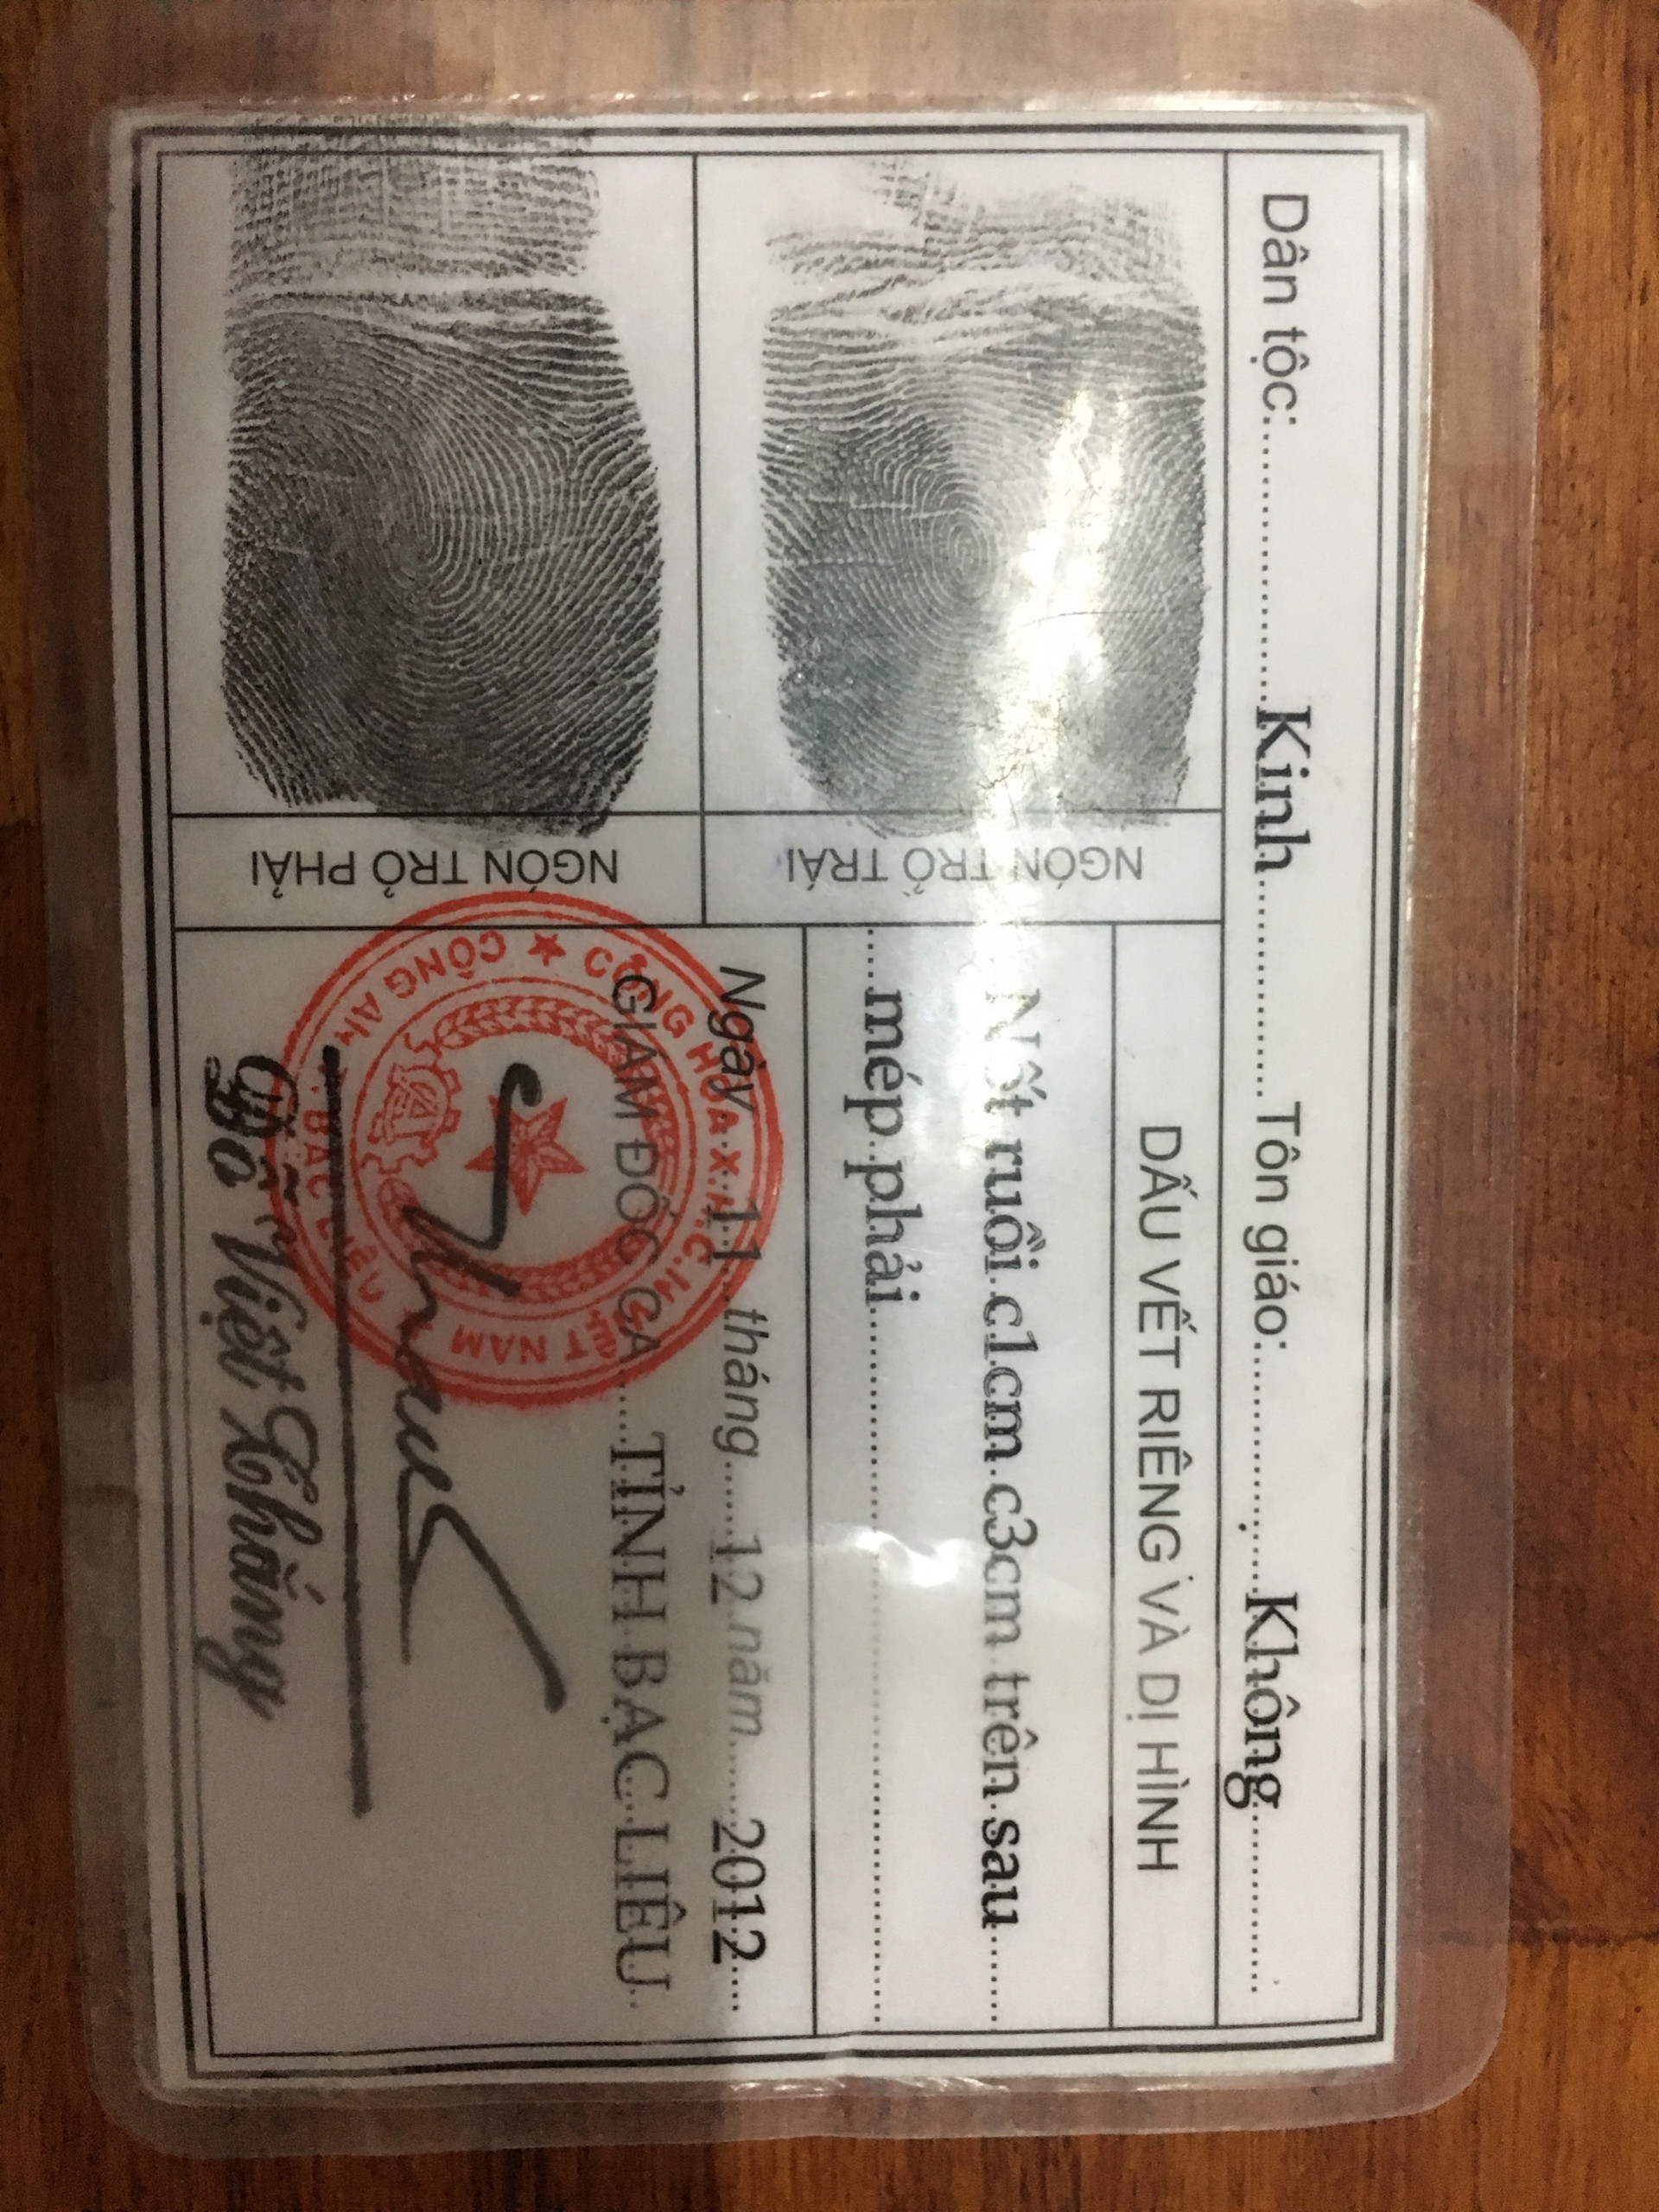 Dân tộc: Kinh Tôn giáo: Không
NGÓN TRỎ TRÁI
DẤU VẾT RIÊNG VÀ DỊ HÌNH
Nốt ruồi c1cm c3cm trên sau
mép phải
NGÓN TRỎ PHẢI
Ngày 11 tháng 12 năm 2012
GIÁM ĐỐC CA TỈNH BẠC LIÊU
CỘNG HÒA X.H.C.N VIỆT NAM
CÔNG AN T. BẠC LIÊU
Đỗ Việt Thắng